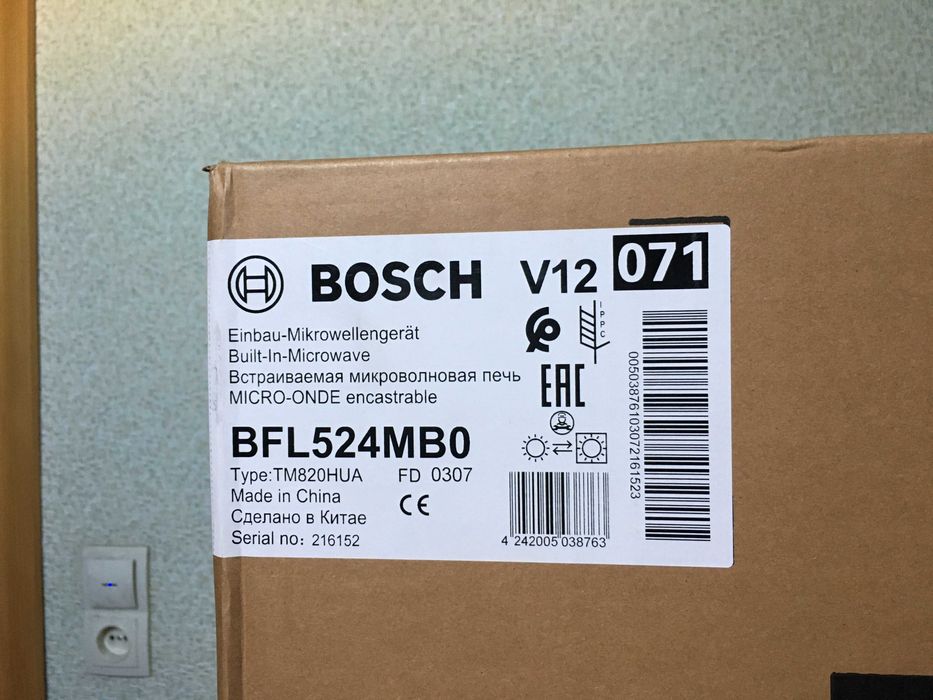 BOSCH V12 071
Einbau-Mikrowellengerät
Built-In-Microwave
Встраиваемая микроволновая печь
MICRO-ONDE encastrable
IPPC
EAC
BFL524MB0
Type:TM820HUA FD 0307
Made in China
Сделано в Китае
CE
Serial no: 216152
4 242005 038763
00503876103072161523